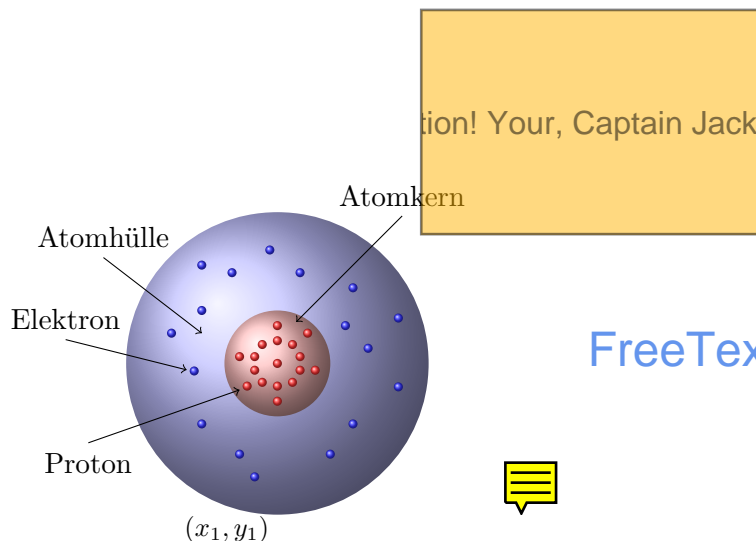 tion! Your, Captain Jack
Atomkern
Atomhülle
Elektron
FreeTex
Proton
(x₁, y₁)